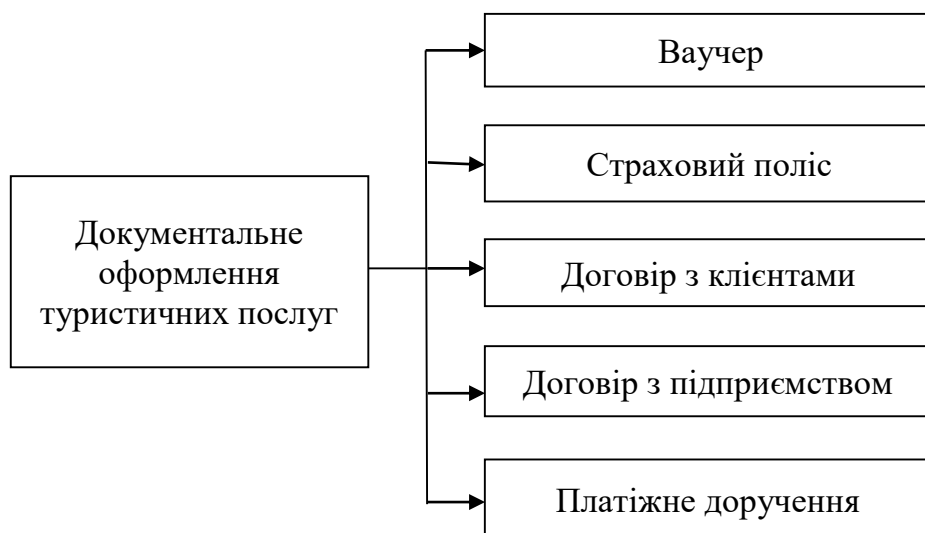 Ваучер
Страховий поліс
Документальне
оформлення
туристичних послуг
Договір з клієнтами
Договір з підприємством
Платіжне доручення